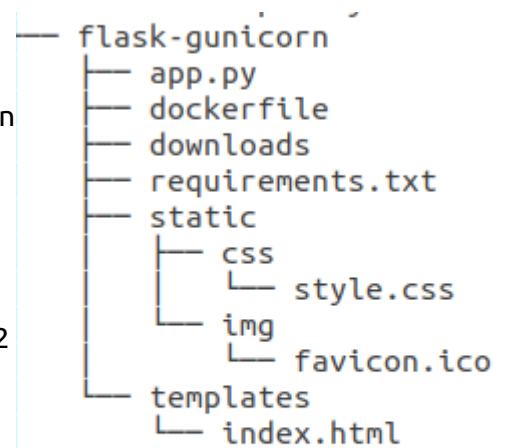 ── flask-gunicorn
├── app.py
├── dockerfile
├── downloads
├── requirements.txt
├── static
│   ├── css
│   │   └── style.css
│   └── img
│       └── favicon.ico
└── templates
    └── index.html